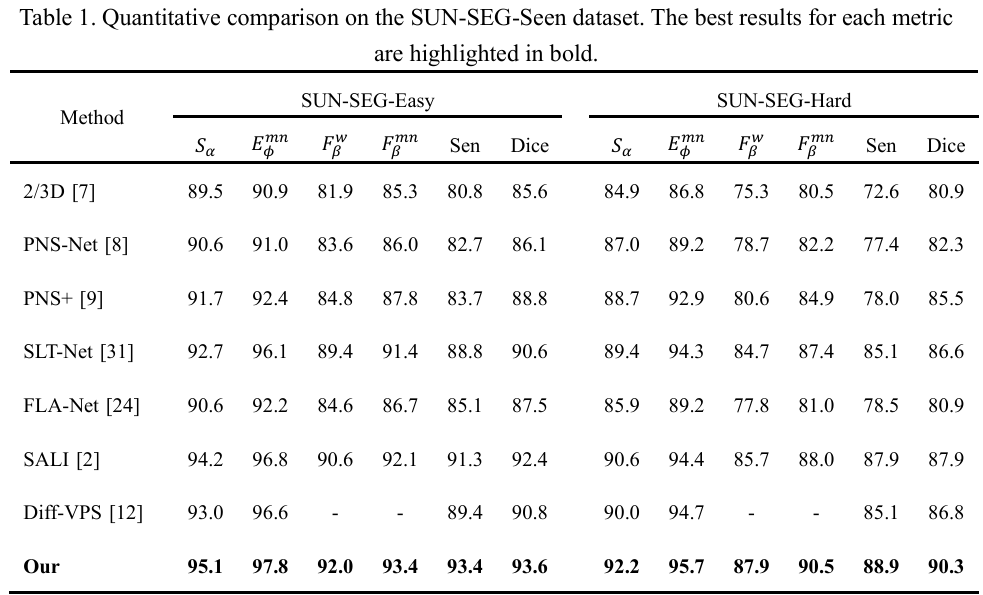 Table 1. Quantitative comparison on the SUN-SEG-Seen dataset. The best results for each metric
are highlighted in bold.
Method SUN-SEG-Easy SUN-SEG-Hard
$S_\alpha$ $E_\phi^{mn}$ $F_\beta^w$ $F_\beta^{mn}$ Sen Dice $S_\alpha$ $E_\phi^{mn}$ $F_\beta^w$ $F_\beta^{mn}$ Sen Dice
2/3D [7] 89.5 90.9 81.9 85.3 80.8 85.6 84.9 86.8 75.3 80.5 72.6 80.9
PNS-Net [8] 90.6 91.0 83.6 86.0 82.7 86.1 87.0 89.2 78.7 82.2 77.4 82.3
PNS+ [9] 91.7 92.4 84.8 87.8 83.7 88.8 88.7 92.9 80.6 84.9 78.0 85.5
SLT-Net [31] 92.7 96.1 89.4 91.4 88.8 90.6 89.4 94.3 84.7 87.4 85.1 86.6
FLA-Net [24] 90.6 92.2 84.6 86.7 85.1 87.5 85.9 89.2 77.8 81.0 78.5 80.9
SALI [2] 94.2 96.8 90.6 92.1 91.3 92.4 90.6 94.4 85.7 88.0 87.9 87.9
Diff-VPS [12] 93.0 96.6 - - 89.4 90.8 90.0 94.7 - - 85.1 86.8
Our 95.1 97.8 92.0 93.4 93.4 93.6 92.2 95.7 87.9 90.5 88.9 90.3